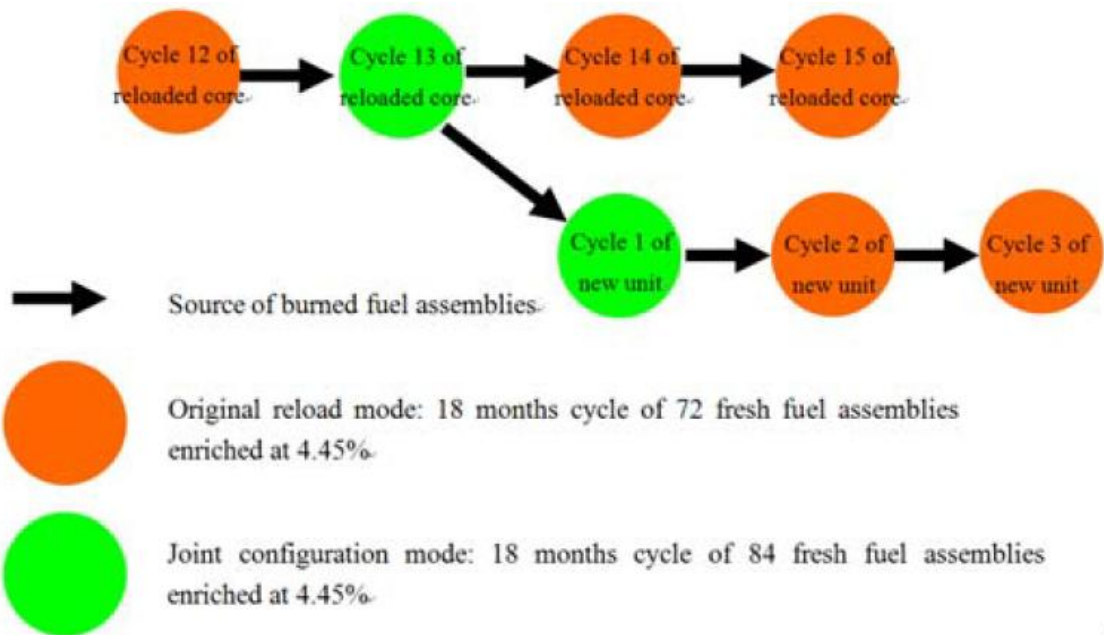 Cycle 12 of
reloaded core
Cycle 13 of
reloaded core
Cycle 14 of
reloaded core
Cycle 15 of
reloaded core
Cycle 1 of
new unit
Cycle 2 of
new unit
Cycle 3 of
new unit
Source of burned fuel assemblies
Original reload mode: 18 months cycle of 72 fresh fuel assemblies
enriched at 4.45%
Joint configuration mode: 18 months cycle of 84 fresh fuel assemblies
enriched at 4.45%